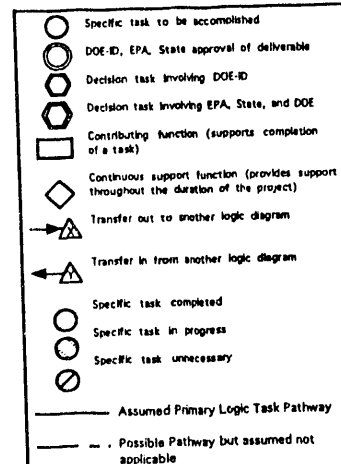 Specific task to be accomplished
DOE-ID, EPA, State approval of deliverable
Decision task involving DOE-ID
Decision task involving EPA, State, and DOE
Contributing function (supports completion
of a task)
Continuous support function (provides support
throughout the duration of the project)
X
Transfer out to another logic diagram
Y
Transfer in from another logic diagram
Specific task completed
Specific task in progress
Specific task unnecessary
Assumed Primary Logic Task Pathway
Possible Pathway but assumed not
applicable